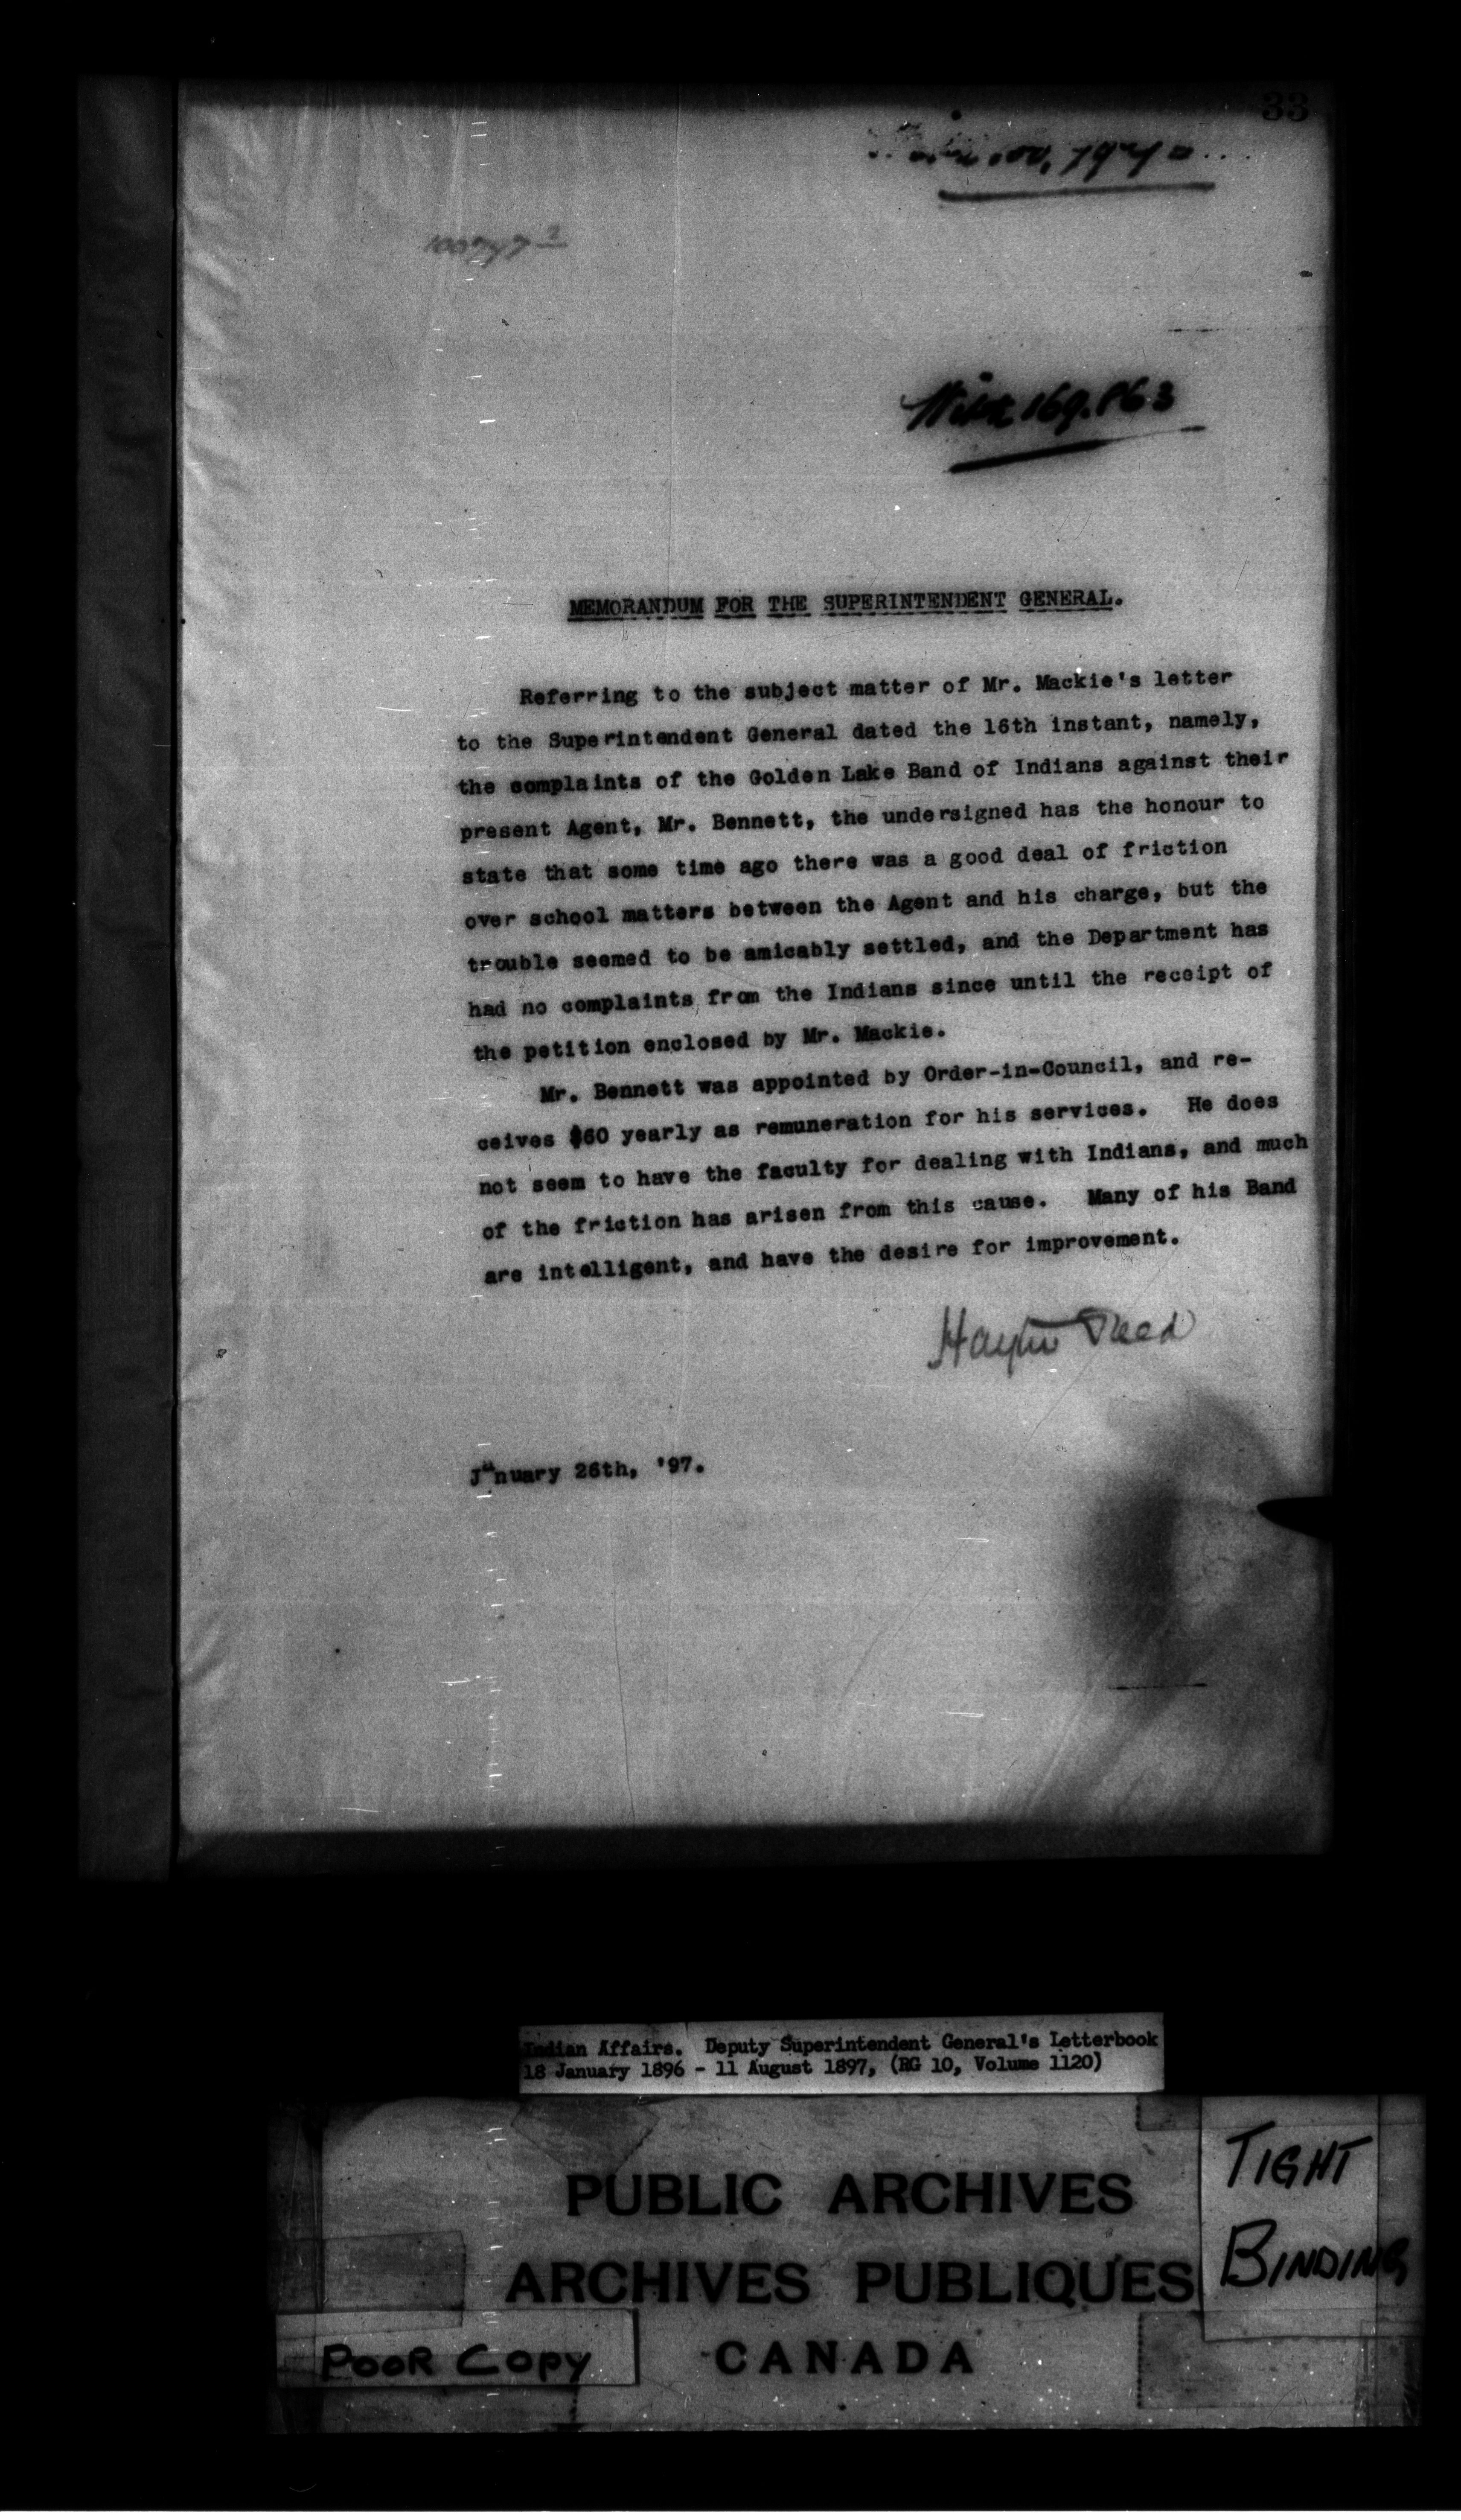 33
169.863
MEMORANDUM FOR THE SUPERINTENDENT GENERAL.
Referring to the subject matter of Mr. Mackie's letter
to the Superintendent General dated the 16th instant, namely,
the complaints of the Golden Lake Band of Indians against their
present Agent, Mr. Bennett, the undersigned has the honour to
state that some time ago there was a good deal of friction
over school matters between the Agent and his charge, but the
trouble seemed to be amicably settled, and the Department has
had no complaints from the Indians since until the receipt of
the petition enclosed by Mr. Mackie.
Mr. Bennett was appointed by Order-in-Council, and re-
ceives $60 yearly as remuneration for his services. He does
not seem to have the faculty for dealing with Indians, and much
of the friction has arisen from this cause. Many of his Band
are intelligent, and have the desire for improvement.
Hayter Reed
January 26th, '97.
Indian Affairs. Deputy Superintendent General's Letterbook
18 January 1896 - 11 August 1897, (RG 10, Volume 1120)
PUBLIC ARCHIVES
ARCHIVES PUBLIQUES
CANADA
TIGHT
BINDING
POOR COPY